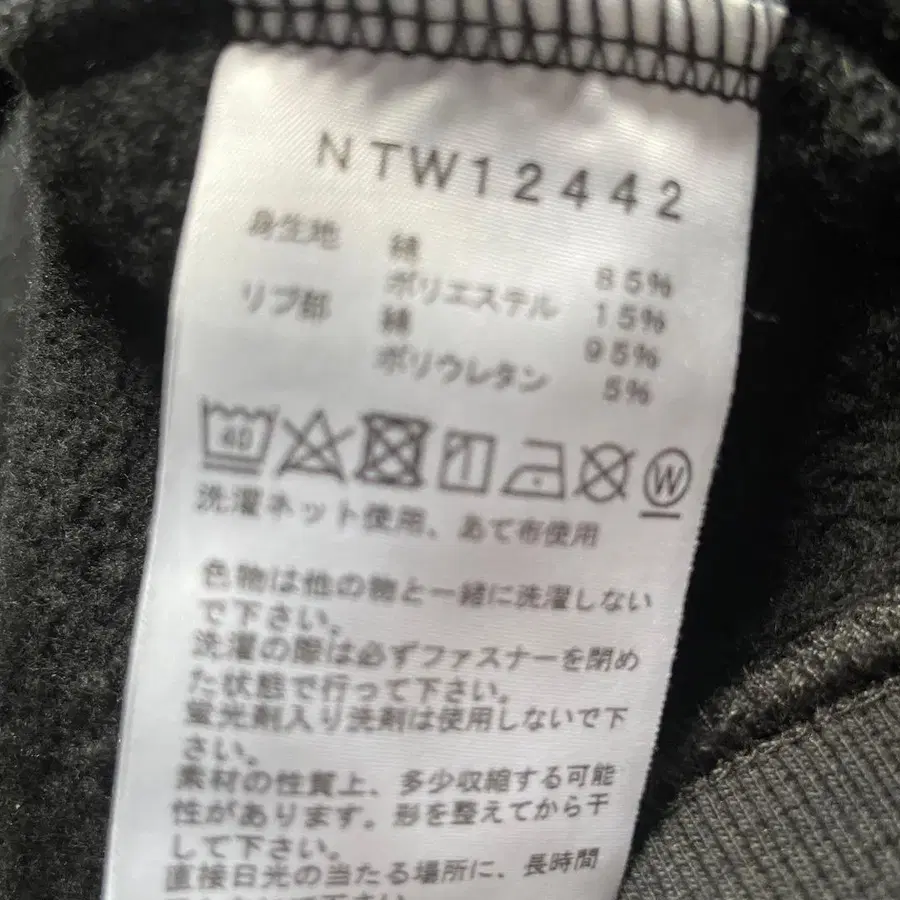 NTW12442
身生地 綿 85%
ポリエステル 15%
リブ部 綿 95%
ポリウレタン 5%
40 W
洗濯ネット使用、あて布使用
色物は他の物と一緒に洗濯しない
で下さい。
洗濯の際は必ずファスナーを閉め
た状態で行って下さい。
蛍光剤入り洗剤は使用しないで下
さい。
素材の性質上、多少収縮する可能
性があります。形を整えてから干
して下さい。
直接日光の当たる場所に、長時間